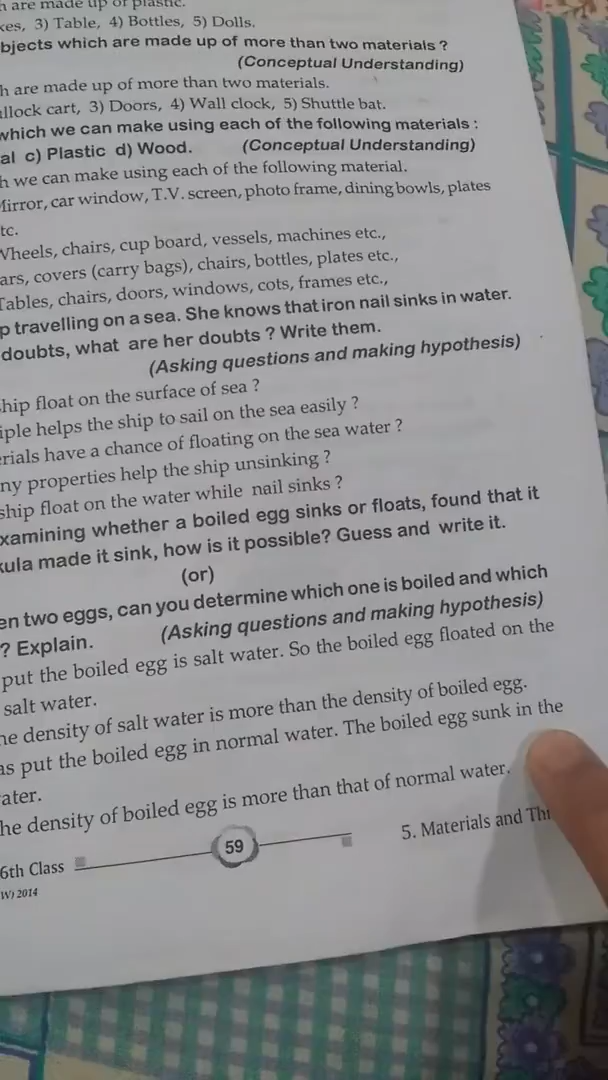 are made up of plastic.
3) Table, 4) Bottles, 5) Dolls.
bjects which are made up of more than two materials ?
(Conceptual Understanding)
h are made up of more than two materials.
llock cart, 3) Doors, 4) Wall clock, 5) Shuttle bat.
which we can make using each of the following materials :
al c) Plastic d) Wood. (Conceptual Understanding)
h we can make using each of the following material.
Mirror, car window, T.V. screen, photo frame, dining bowls, plates
tc.
Wheels, chairs, cup board, vessels, machines etc.,
ars, covers (carry bags), chairs, bottles, plates etc.,
Tables, chairs, doors, windows, cots, frames etc.,
p travelling on a sea. She knows that iron nail sinks in water.
doubts, what are her doubts ? Write them.
(Asking questions and making hypothesis)
ship float on the surface of sea ?
iple helps the ship to sail on the sea easily ?
erials have a chance of floating on the sea water ?
ny properties help the ship unsinking ?
ship float on the water while nail sinks ?
xamining whether a boiled egg sinks or floats, found that it
kula made it sink, how is it possible? Guess and write it.
(or)
en two eggs, can you determine which one is boiled and which
? Explain. (Asking questions and making hypothesis)
put the boiled egg is salt water. So the boiled egg floated on the
salt water.
he density of salt water is more than the density of boiled egg.
as put the boiled egg in normal water. The boiled egg sunk in the
ater.
he density of boiled egg is more than that of normal water.
6th Class 59 5. Materials and Thi
W) 2014